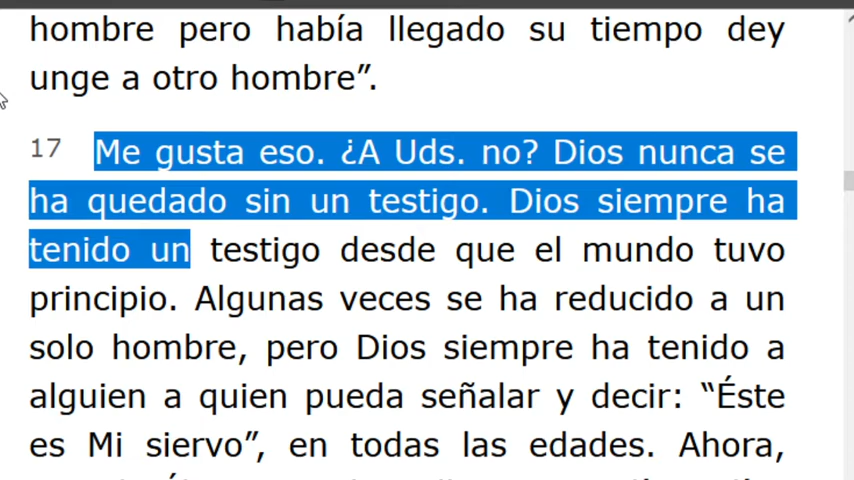 hombre pero había llegado su tiempo dey
unge a otro hombre”.
17 Me gusta eso. ¿A Uds. no? Dios nunca se
ha quedado sin un testigo. Dios siempre ha
tenido un testigo desde que el mundo tuvo
principio. Algunas veces se ha reducido a un
solo hombre, pero Dios siempre ha tenido a
alguien a quien pueda señalar y decir: “Éste
es Mi siervo”, en todas las edades. Ahora,